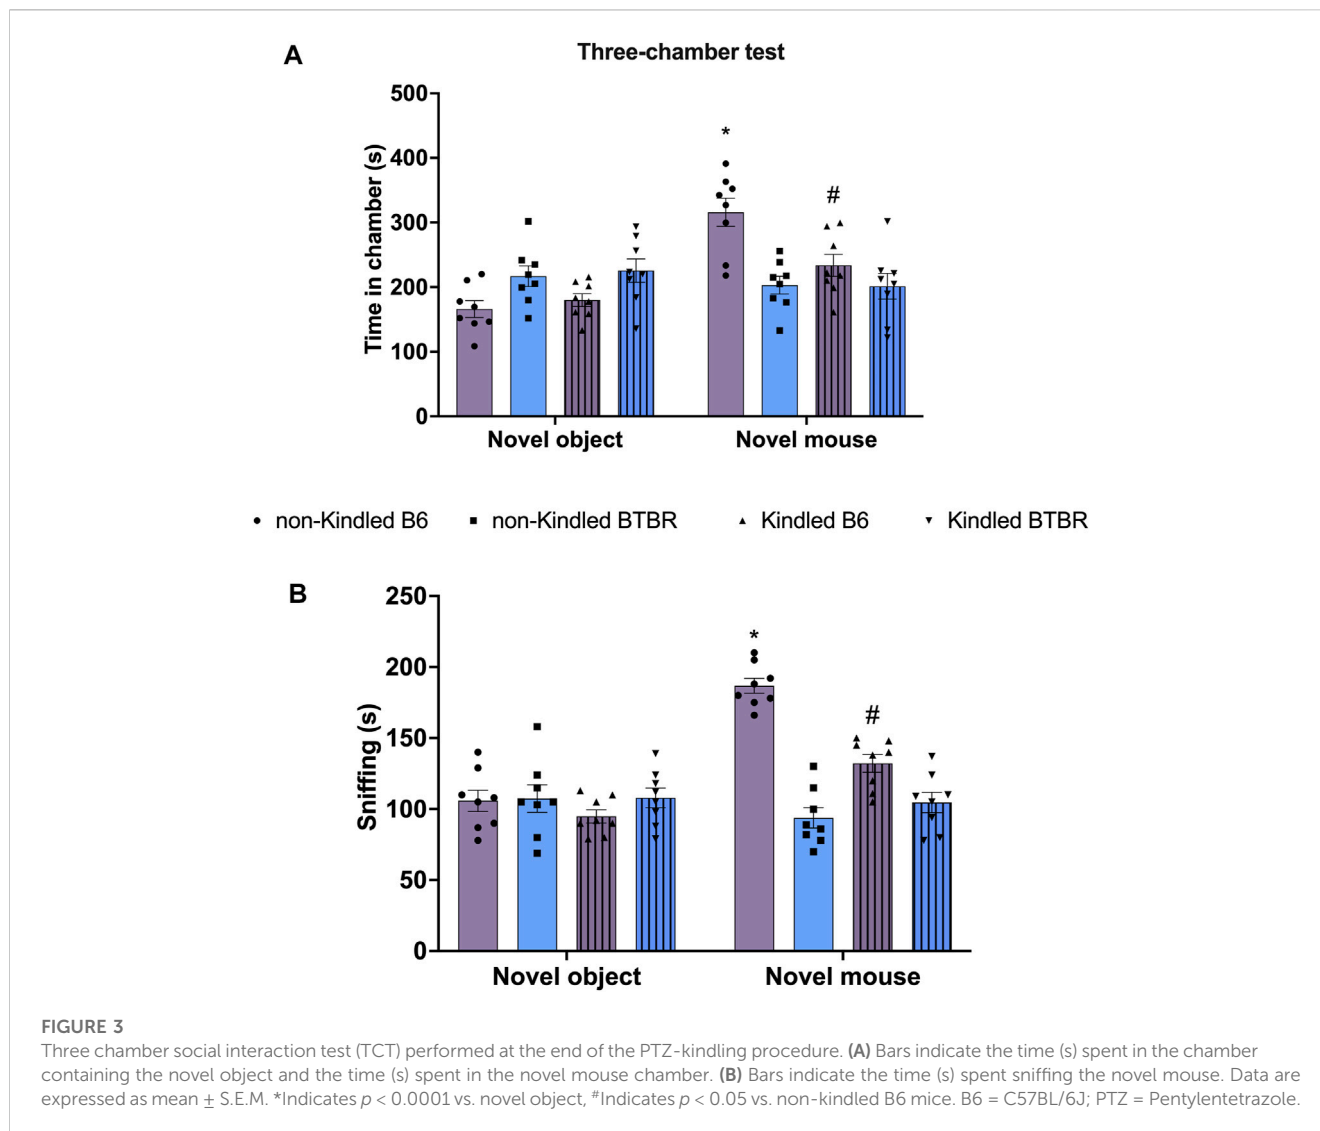 A
Three-chamber test
500
400
300
200
100
0
Time in chamber (s)
*
#
Novel object
Novel mouse
● non-Kindled B6 ■ non-Kindled BTBR ▲ Kindled B6 ▼ Kindled BTBR
B
250
200
150
100
50
0
Sniffing (s)
*
#
Novel object
Novel mouse
FIGURE 3
Three chamber social interaction test (TCT) performed at the end of the PTZ-kindling procedure. (A) Bars indicate the time (s) spent in the chamber
containing the novel object and the time (s) spent in the novel mouse chamber. (B) Bars indicate the time (s) spent sniffing the novel mouse. Data are
expressed as mean ± S.E.M. *Indicates p < 0.0001 vs. novel object, #Indicates p < 0.05 vs. non-kindled B6 mice. B6 = C57BL/6J; PTZ = Pentylentetrazole.